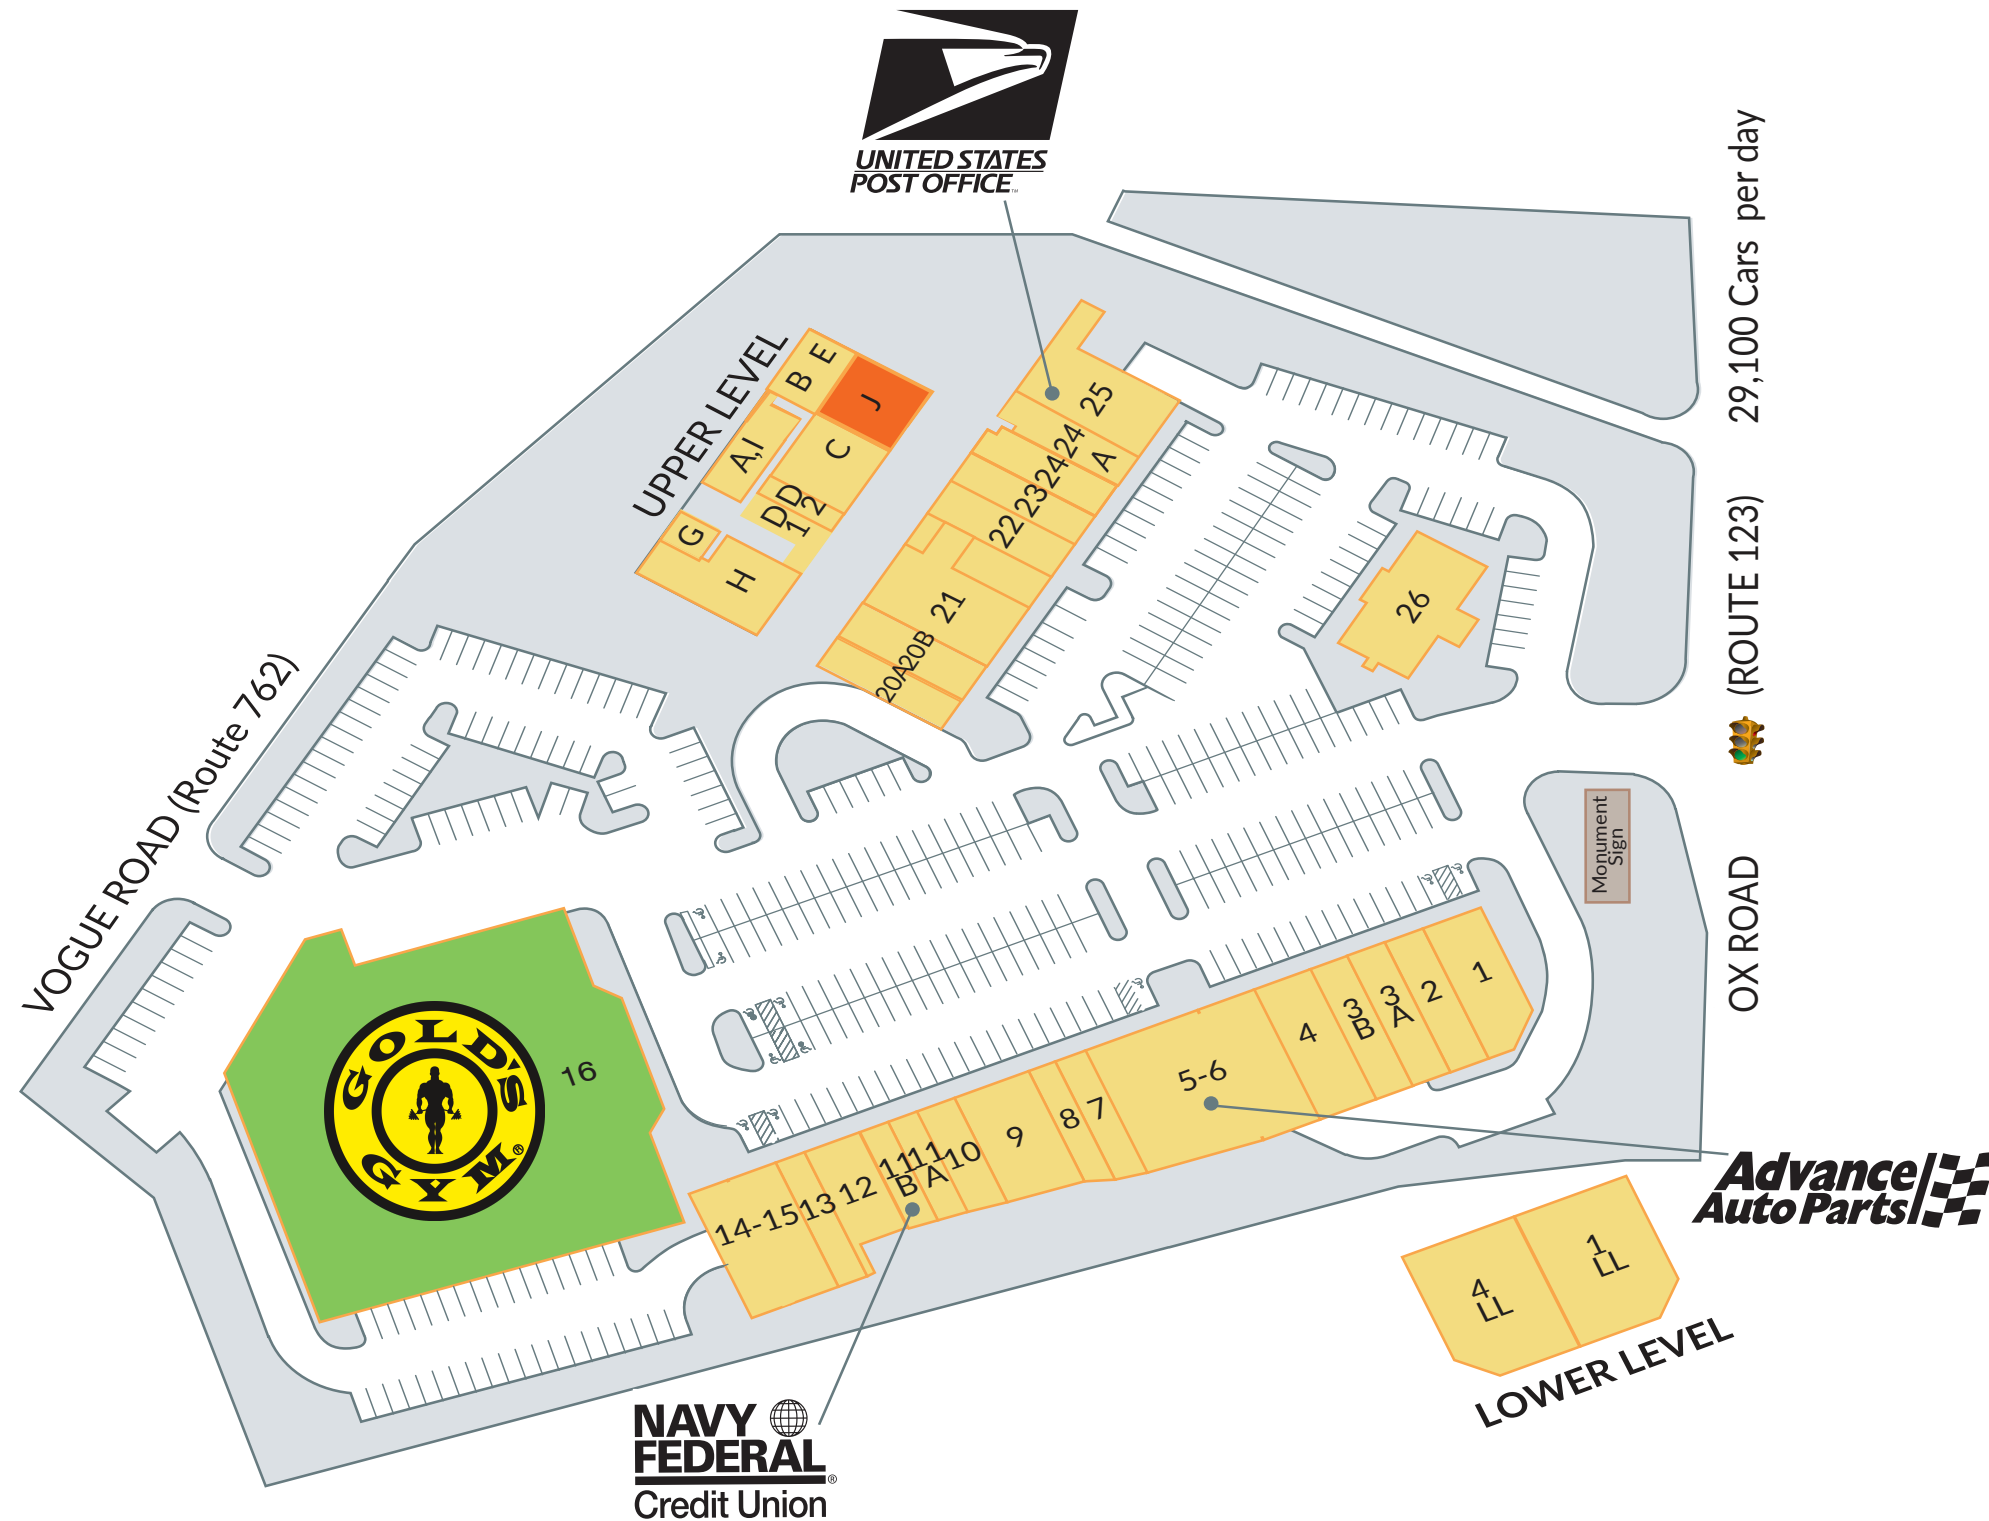 UNITED STATES
POST OFFICE™
29,100 Cars per day
(ROUTE 123)
OX ROAD
Monument
Sign
VOGUE ROAD (Route 762)
UPPER LEVEL
B E
J
A,I
C
D D
1 2
G
H
25
24
24 A
23
22
21
20B
20A
26
GOLD'S
GYM®
16
1
2
3 A
3 B
4
5-6
7
8
9
10
11 A
11 B
12
13
14-15
Advance
Auto Parts
4 LL
1 LL
LOWER LEVEL
NAVY
FEDERAL®
Credit Union